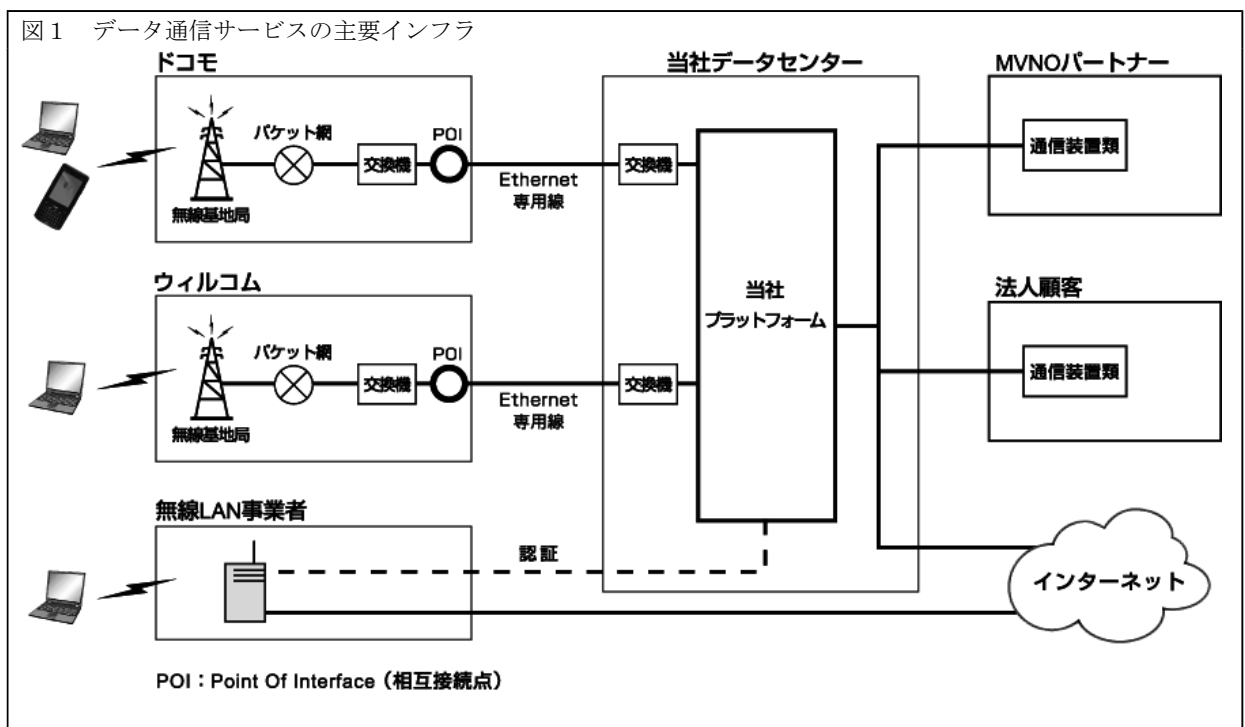 図１　データ通信サービスの主要インフラ
ドコモ
当社データセンター
MVNOパートナー
パケット網
POI
交換機
交換機
通信装置類
Ethernet
専用線
無線基地局
ウィルコム
法人顧客
当社
プラットフォーム
パケット網
POI
交換機
交換機
通信装置類
Ethernet
専用線
無線基地局
無線LAN事業者
認証
インターネット
POI：Point Of Interface（相互接続点）